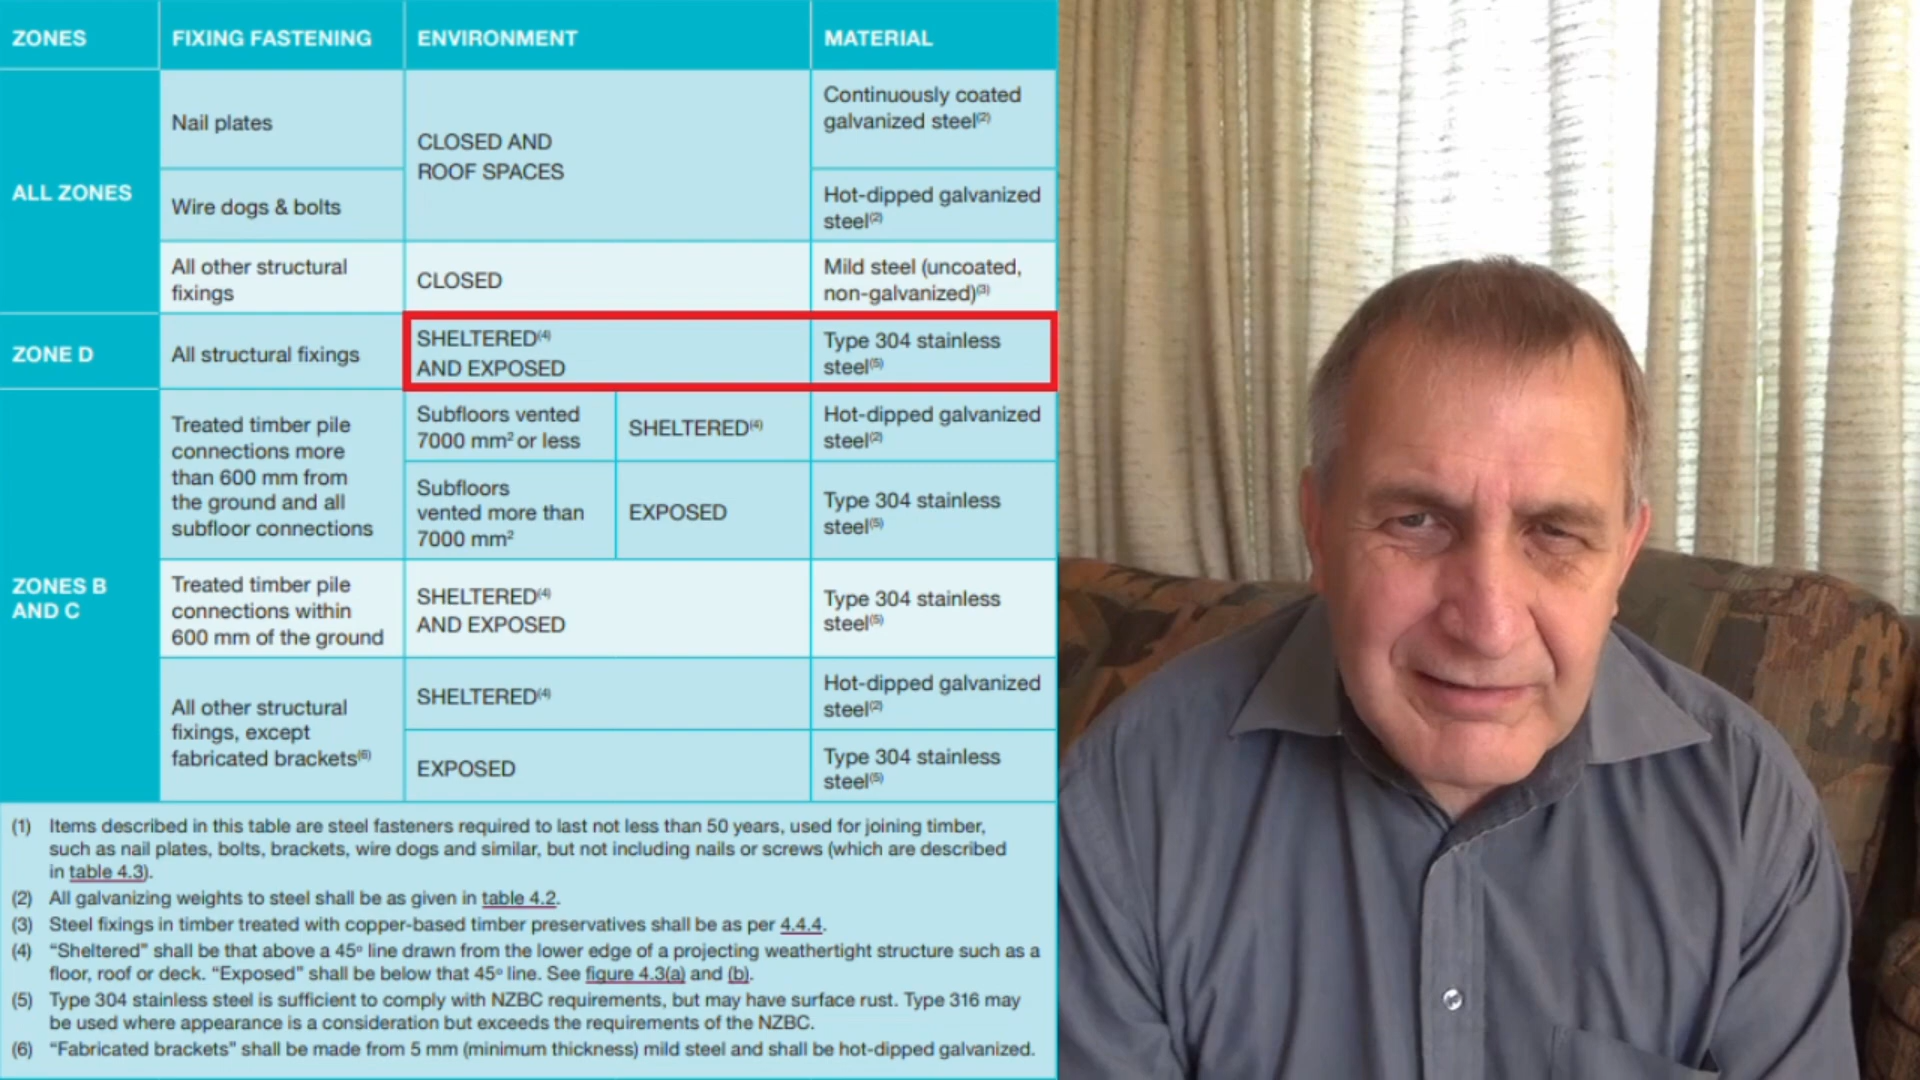 ZONES
FIXING FASTENING
ENVIRONMENT
MATERIAL
ALL ZONES
Nail plates
CLOSED AND
ROOF SPACES
Continuously coated
galvanized steel(2)
Wire dogs & bolts
Hot-dipped galvanized
steel(2)
All other structural
fixings
CLOSED
Mild steel (uncoated,
non-galvanized)(3)
ZONE D
All structural fixings
SHELTERED(4)
AND EXPOSED
Type 304 stainless
steel(5)
ZONES B
AND C
Treated timber pile
connections more
than 600 mm from
the ground and all
subfloor connections
Subfloors vented
7000 mm² or less
SHELTERED(4)
Hot-dipped galvanized
steel(2)
Subfloors
vented more than
7000 mm²
EXPOSED
Type 304 stainless
steel(5)
Treated timber pile
connections within
600 mm of the ground
SHELTERED(4)
AND EXPOSED
Type 304 stainless
steel(5)
All other structural
fixings, except
fabricated brackets(6)
SHELTERED(4)
Hot-dipped galvanized
steel(2)
EXPOSED
Type 304 stainless
steel(5)
(1) Items described in this table are steel fasteners required to last not less than 50 years, used for joining timber,
such as nail plates, bolts, brackets, wire dogs and similar, but not including nails or screws (which are described
in table 4.3).
(2) All galvanizing weights to steel shall be as given in table 4.2.
(3) Steel fixings in timber treated with copper-based timber preservatives shall be as per 4.4.4.
(4) “Sheltered” shall be that above a 45° line drawn from the lower edge of a projecting weathertight structure such as a
floor, roof or deck. “Exposed” shall be below that 45° line. See figure 4.3(a) and (b).
(5) Type 304 stainless steel is sufficient to comply with NZBC requirements, but may have surface rust. Type 316 may
be used where appearance is a consideration but exceeds the requirements of the NZBC.
(6) “Fabricated brackets” shall be made from 5 mm (minimum thickness) mild steel and shall be hot-dipped galvanized.